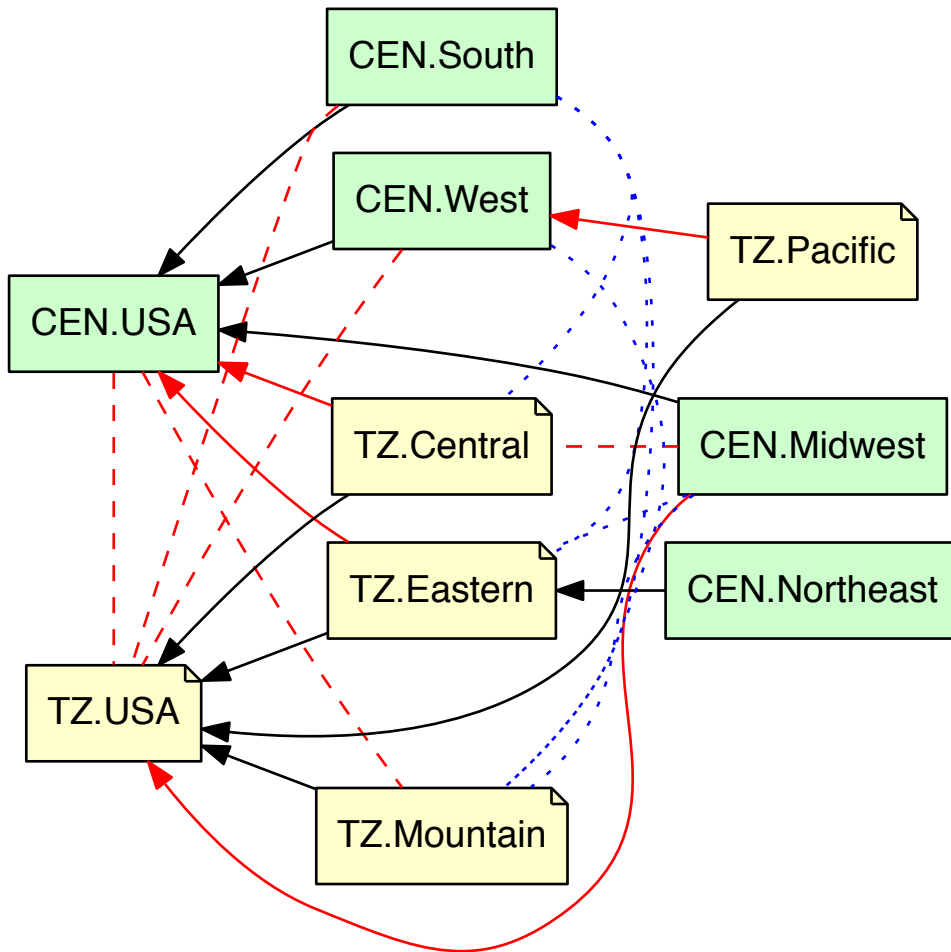 CEN.South
CEN.West
TZ.Pacific
CEN.USA
TZ.Central
CEN.Midwest
TZ.Eastern
CEN.Northeast
TZ.USA
TZ.Mountain